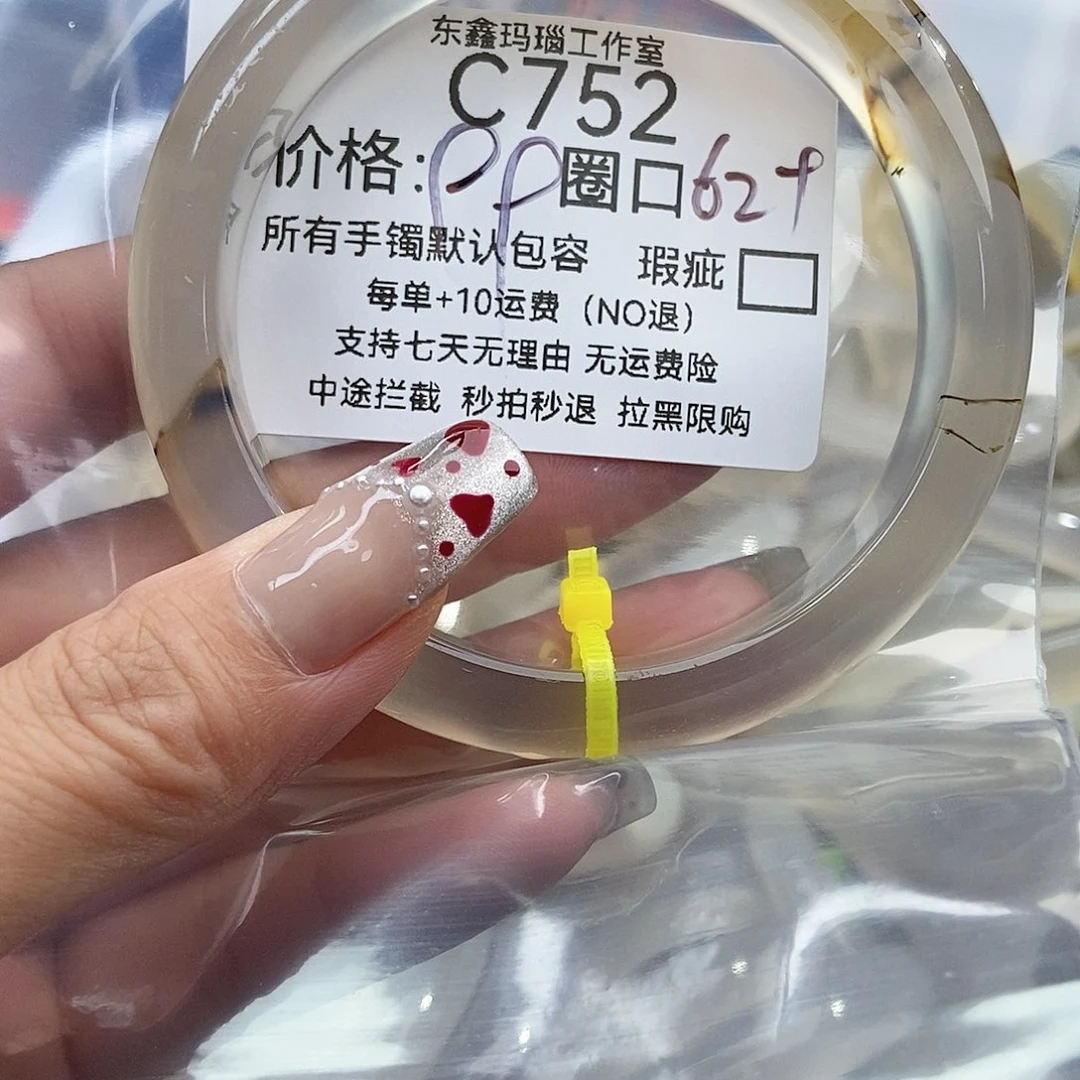 东鑫玛瑙工作室
C752
价格:99圈口62+
所有手镯默认包容 瑕疵
每单+10运费（NO退）
支持七天无理由 无运费险
中途拦截 秒拍秒退 拉黑限购